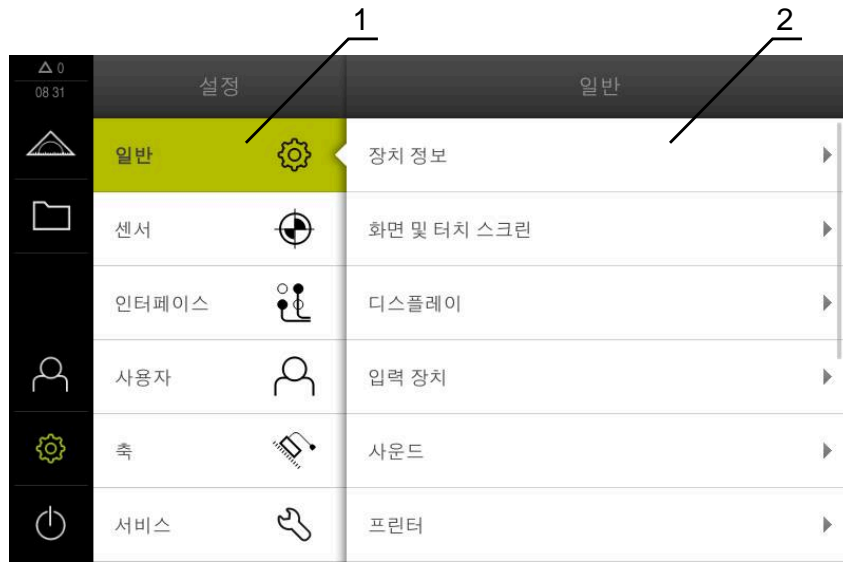 1
2
0
08 31
설정
일반
일반
센서
인터페이스
사용자
축
서비스
장치 정보
화면 및 터치 스크린
디스플레이
입력 장치
사운드
프린터